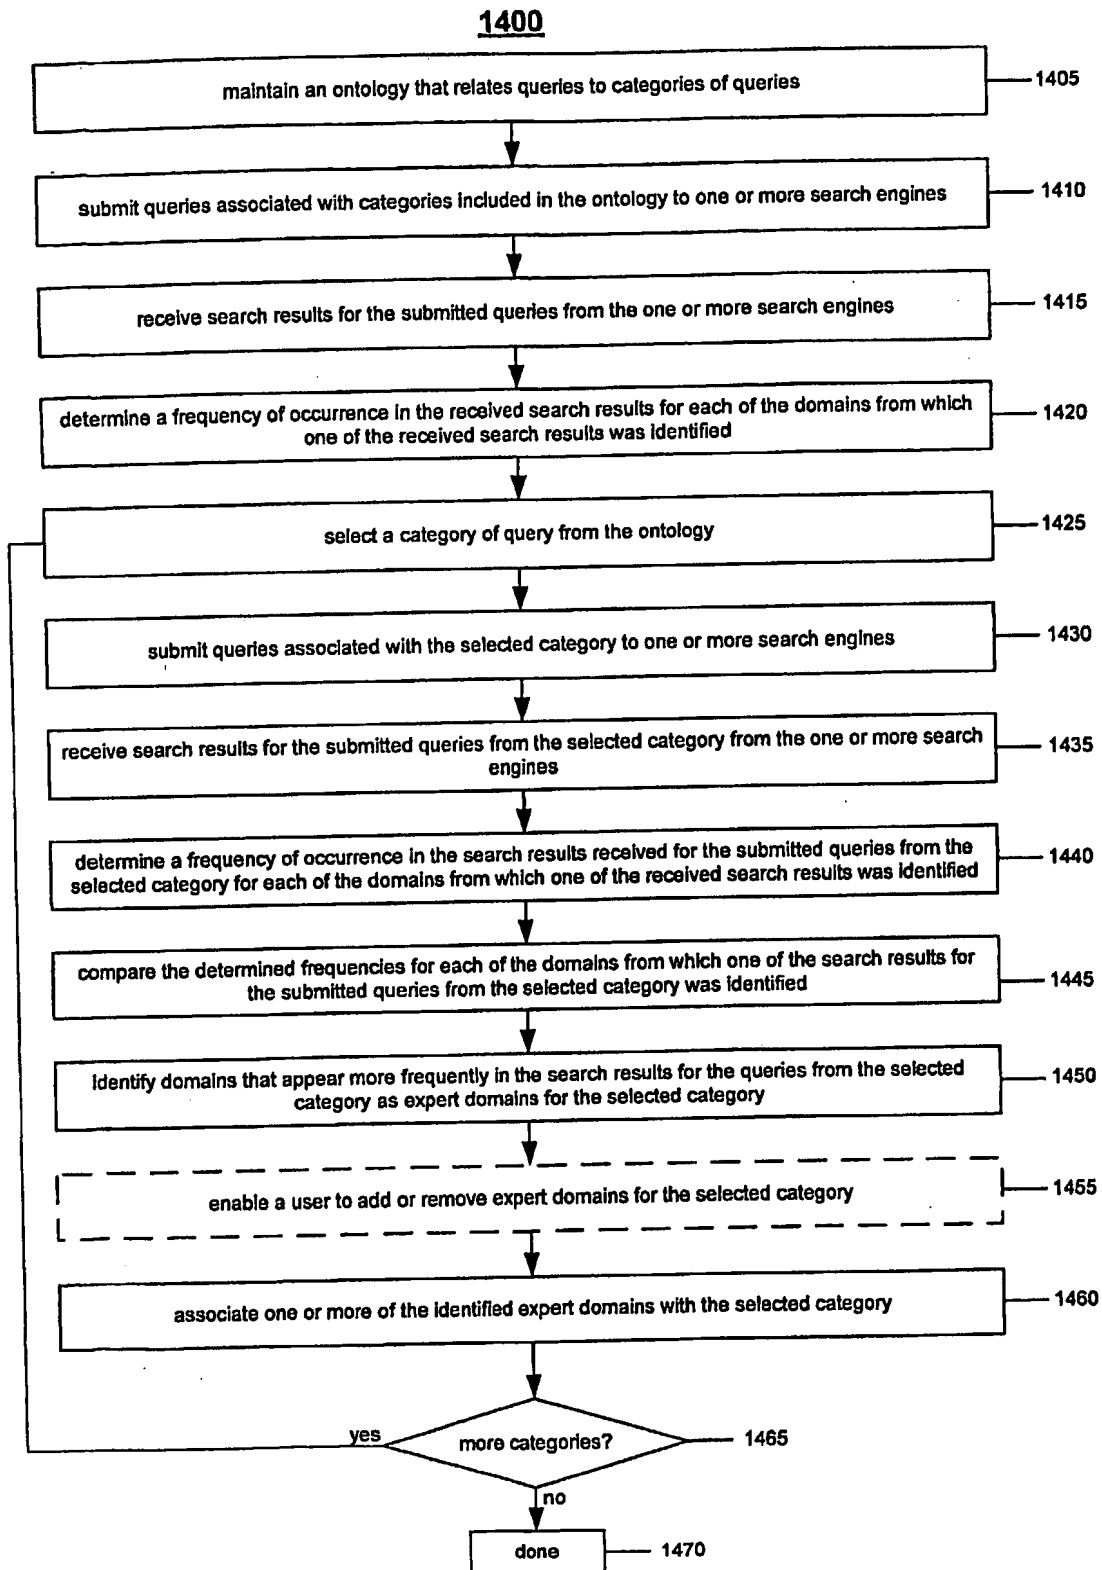 1400
maintain an ontology that relates queries to categories of queries
1405
submit queries associated with categories included in the ontology to one or more search engines
1410
receive search results for the submitted queries from the one or more search engines
1415
determine a frequency of occurrence in the received search results for each of the domains from which
one of the received search results was identified
1420
select a category of query from the ontology
1425
submit queries associated with the selected category to one or more search engines
1430
receive search results for the submitted queries from the selected category from the one or more search
engines
1435
determine a frequency of occurrence in the search results received for the submitted queries from the
selected category for each of the domains from which one of the received search results was identified
1440
compare the determined frequencies for each of the domains from which one of the search results for
the submitted queries from the selected category was identified
1445
identify domains that appear more frequently in the search results for the queries from the selected
category as expert domains for the selected category
1450
enable a user to add or remove expert domains for the selected category
1455
associate one or more of the identified expert domains with the selected category
1460
yes
more categories?
1465
no
done
1470